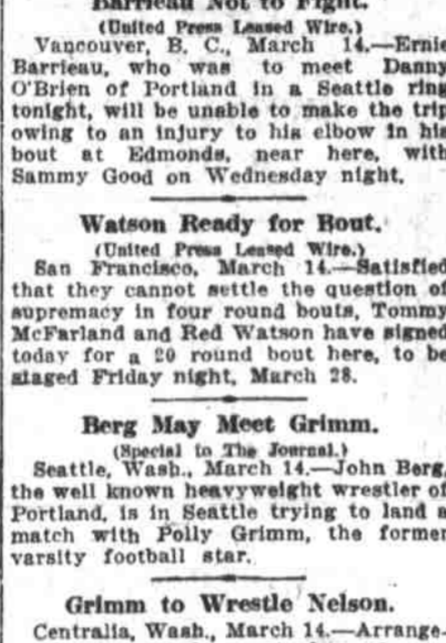 Barrieau Not to Fight.
(United Press Leased Wire.)
Vancouver, B. C., March 14.—Ernie
Barrieau, who was to meet Danny
O'Brien of Portland in a Seattle ring
tonight, will be unable to make the trip
owing to an injury to his elbow in his
bout at Edmonds, near here, with
Sammy Good on Wednesday night.
Watson Ready for Bout.
(United Press Leased Wire.)
San Francisco, March 14.—Satisfied
that they cannot settle the question of
supremacy in four round bouts, Tommy
McFarland and Red Watson have signed
today for a 20 round bout here, to be
staged Friday night, March 28.
Berg May Meet Grimm.
(Special to The Journal.)
Seattle, Wash., March 14.—John Berg,
the well known heavyweight wrestler of
Portland, is in Seattle trying to land a
match with Polly Grimm, the former
varsity football star.
Grimm to Wrestle Nelson.
Centralia, Wash., March 14.—Arrange-